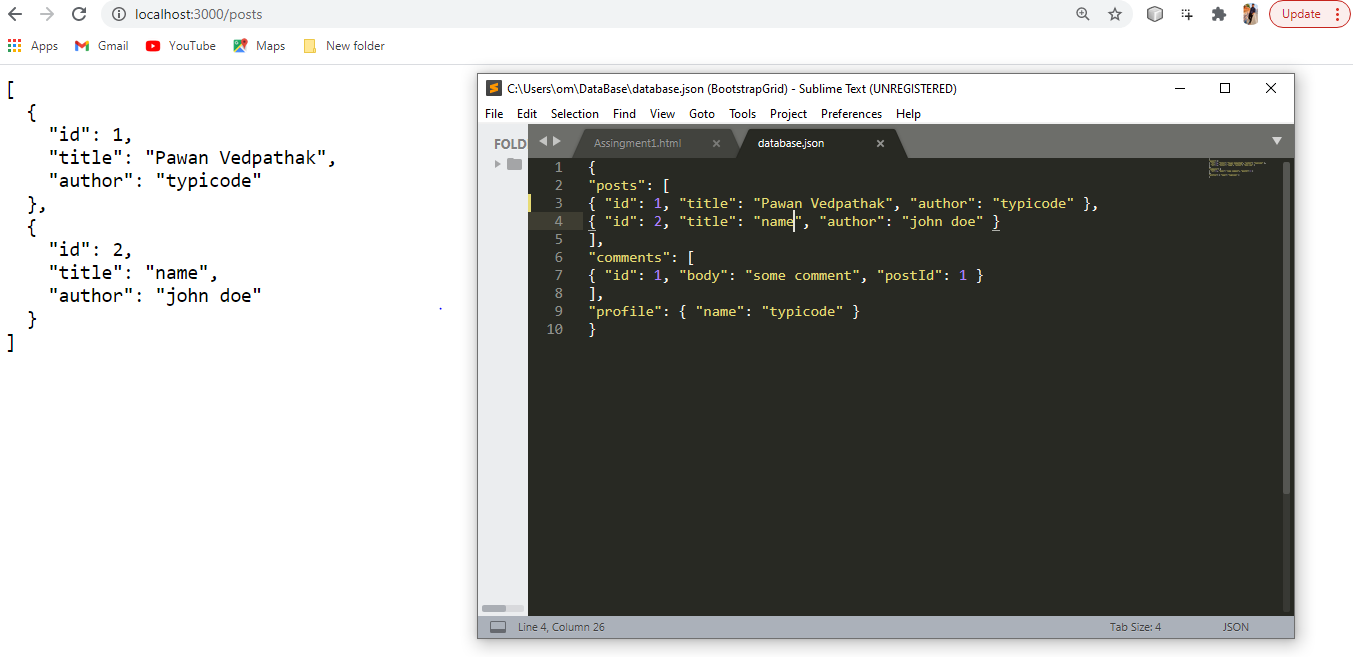 localhost:3000/posts
Update
Apps
Gmail
YouTube
Maps
New folder
[
{
"id": 1,
"title": "Pawan Vedpathak",
"author": "typicode"
},
{
"id": 2,
"title": "name",
"author": "john doe"
}
]
C:\Users\om\DataBase\database.json (BootstrapGrid) - Sublime Text (UNREGISTERED)
File Edit Selection Find View Goto Tools Project Preferences Help
FOLD
Assingment1.html
database.json
1 {
2 "posts": [
3 { "id": 1, "title": "Pawan Vedpathak", "author": "typicode" },
4 { "id": 2, "title": "name", "author": "john doe" }
5 ],
6 "comments": [
7 { "id": 1, "body": "some comment", "postId": 1 }
8 ],
9 "profile": { "name": "typicode" }
10 }
Line 4, Column 26
Tab Size: 4
JSON